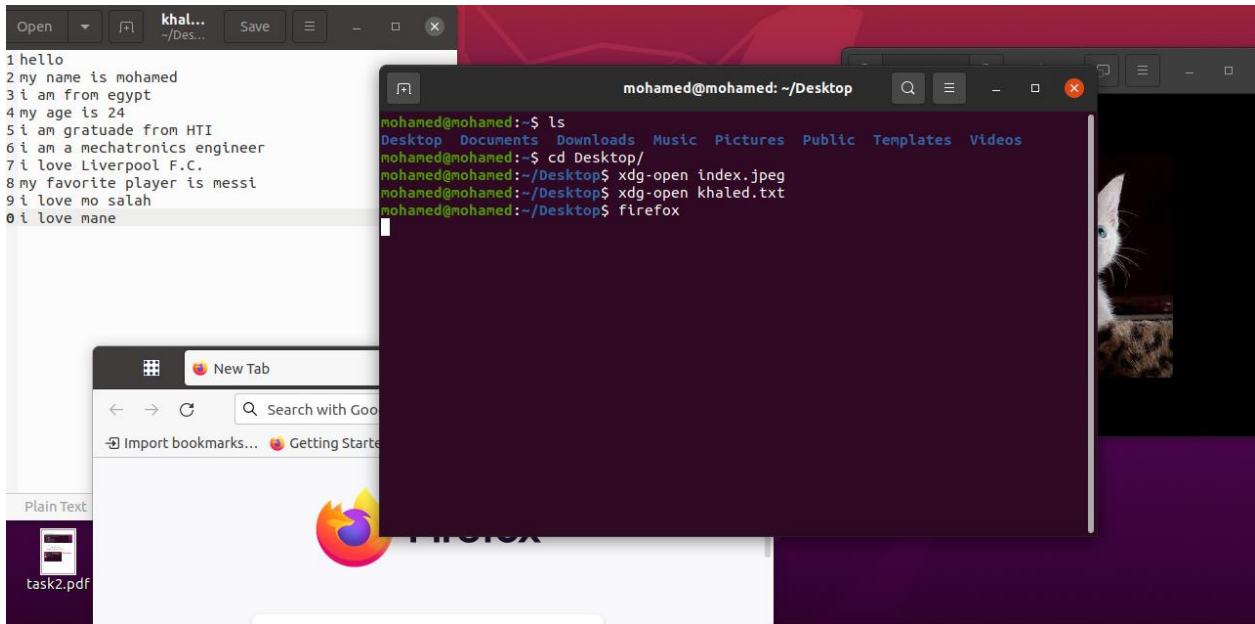 Open
khal...
~/Des...
Save
1 hello
2 my name is mohamed
3 i am from egypt
4 my age is 24
5 i am gratuade from HTI
6 i am a mechatronics engineer
7 i love Liverpool F.C.
8 my favorite player is messi
9 i love mo salah
0 i love mane
Plain Text
mohamed@mohamed: ~/Desktop
mohamed@mohamed:~$ ls
Desktop Documents Downloads Music Pictures Public Templates Videos
mohamed@mohamed:~$ cd Desktop/
mohamed@mohamed:~/Desktop$ xdg-open index.jpeg
mohamed@mohamed:~/Desktop$ xdg-open khaled.txt
mohamed@mohamed:~/Desktop$ firefox
New Tab
Search with Goo
Import bookmarks... Getting Starte
Firefox
task2.pdf